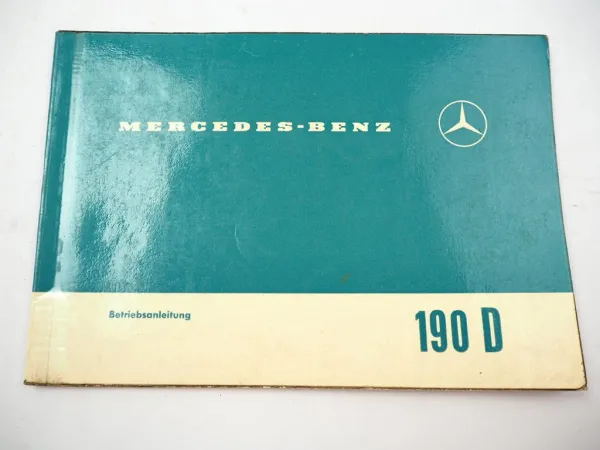 MERCEDES-BENZ
Betriebsanleitung
190 D